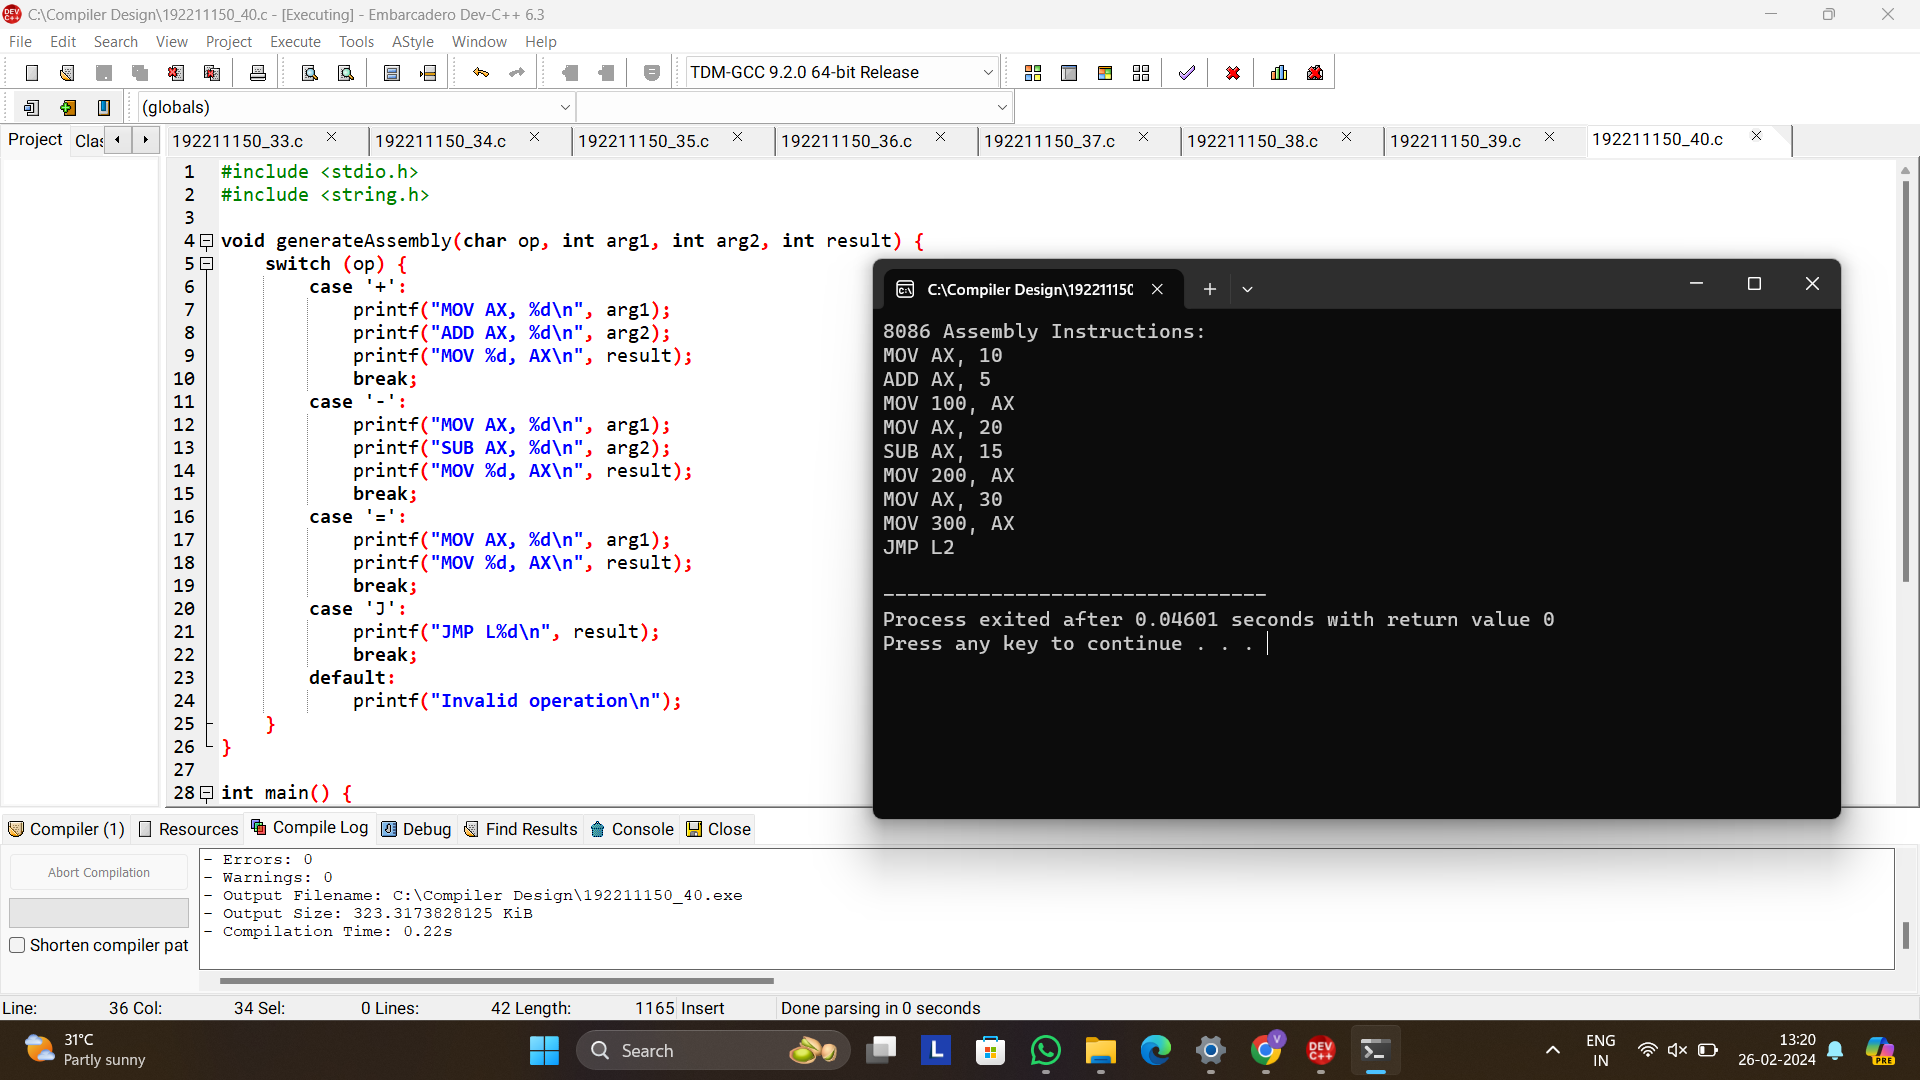 C:\Compiler Design\192211150_40.c - [Executing] - Embarcadero Dev-C++ 6.3
File Edit Search View Project Execute Tools AStyle Window Help
TDM-GCC 9.2.0 64-bit Release
(globals)
Project Clas 192211150_33.c 192211150_34.c 192211150_35.c 192211150_36.c 192211150_37.c 192211150_38.c 192211150_39.c 192211150_40.c
1 #include <stdio.h>
2 #include <string.h>
3
4 void generateAssembly(char op, int arg1, int arg2, int result) {
5 switch (op) {
6 case '+':
7 printf("MOV AX, %d\n", arg1);
8 printf("ADD AX, %d\n", arg2);
9 printf("MOV %d, AX\n", result);
10 break;
11 case '-':
12 printf("MOV AX, %d\n", arg1);
13 printf("SUB AX, %d\n", arg2);
14 printf("MOV %d, AX\n", result);
15 break;
16 case '=':
17 printf("MOV AX, %d\n", arg1);
18 printf("MOV %d, AX\n", result);
19 break;
20 case 'J':
21 printf("JMP L%d\n", result);
22 break;
23 default:
24 printf("Invalid operation\n");
25 }
26 }
27
28 int main() {
C:\Compiler Design\19221115(
8086 Assembly Instructions:
MOV AX, 10
ADD AX, 5
MOV 100, AX
MOV AX, 20
SUB AX, 15
MOV 200, AX
MOV AX, 30
MOV 300, AX
JMP L2
--------------------------------
Process exited after 0.04601 seconds with return value 0
Press any key to continue . . .
Compiler (1) Resources Compile Log Debug Find Results Console Close
Abort Compilation
Shorten compiler pat
- Errors: 0
- Warnings: 0
- Output Filename: C:\Compiler Design\192211150_40.exe
- Output Size: 323.3173828125 KiB
- Compilation Time: 0.22s
Line: 36 Col: 34 Sel: 0 Lines: 42 Length: 1165 Insert Done parsing in 0 seconds
31°C
Partly sunny
Search
L
V
DEV C++
ENG
IN
13:20
26-02-2024
PRE